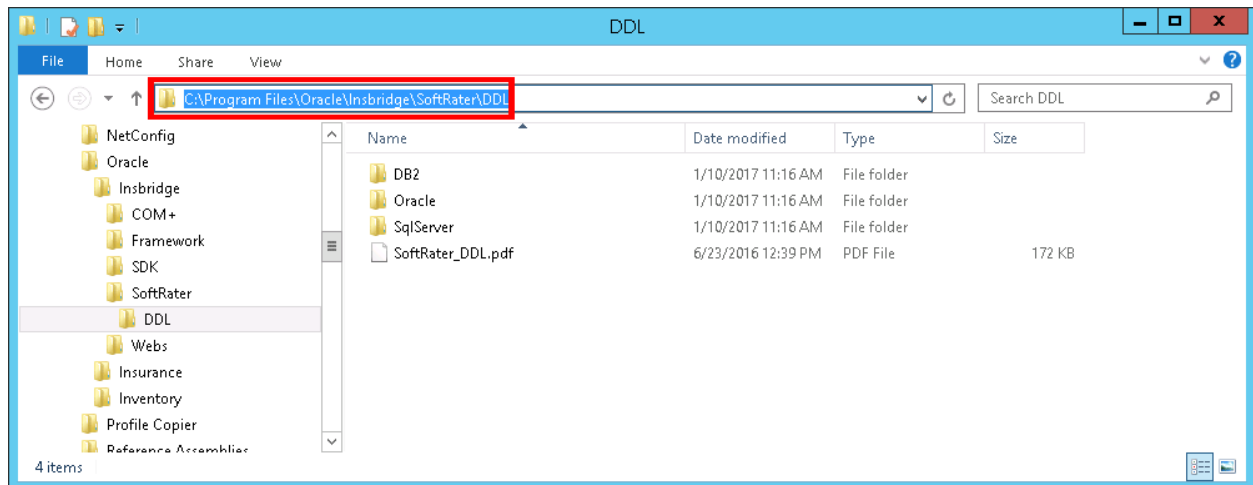 DDL
File Home Share View
C:\Program Files\Oracle\Insbridge\SoftRater\DDL
Search DDL
NetConfig
Oracle
Insbridge
COM+
Framework
SDK
SoftRater
DDL
Webs
Insurance
Inventory
Profile Copier
Reference Assemblies
Name Date modified Type Size
DB2 1/10/2017 11:16 AM File folder
Oracle 1/10/2017 11:16 AM File folder
SqlServer 1/10/2017 11:16 AM File folder
SoftRater_DDL.pdf 6/23/2016 12:39 PM PDF File 172 KB
4 items